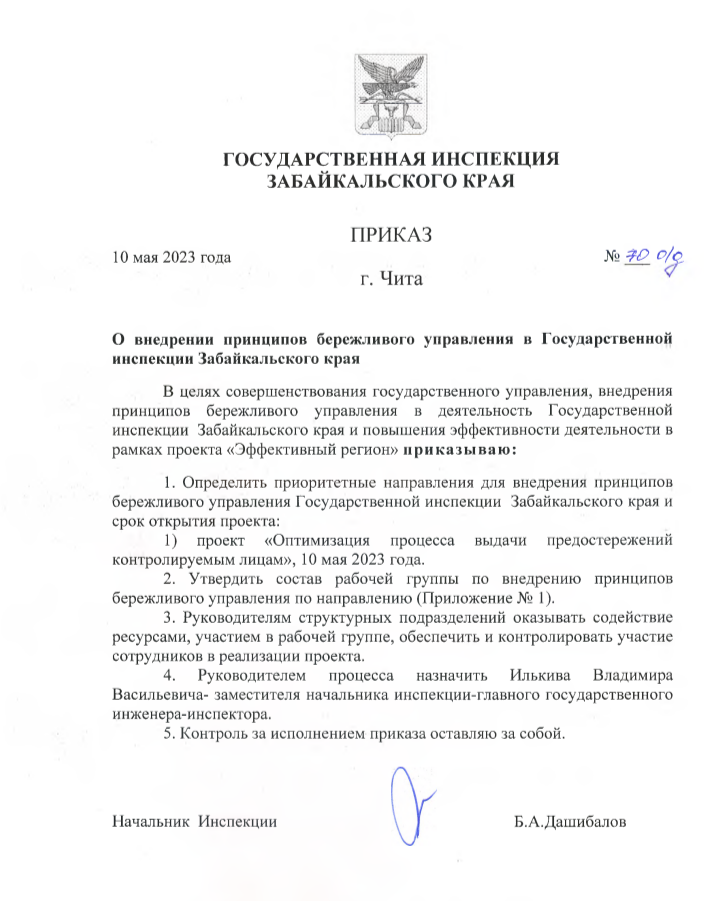 ГОСУДАРСТВЕННАЯ ИНСПЕКЦИЯ
ЗАБАЙКАЛЬСКОГО КРАЯ
ПРИКАЗ
10 мая 2023 года № 70 о/д
г. Чита
О внедрении принципов бережливого управления в Государственной
инспекции Забайкальского края
В целях совершенствования государственного управления, внедрения
принципов бережливого управления в деятельность Государственной
инспекции Забайкальского края и повышения эффективности деятельности в
рамках проекта «Эффективный регион» приказываю:
1. Определить приоритетные направления для внедрения принципов
бережливого управления Государственной инспекции Забайкальского края и
срок открытия проекта:
1) проект «Оптимизация процесса выдачи предостережений
контролируемым лицам», 10 мая 2023 года.
2. Утвердить состав рабочей группы по внедрению принципов
бережливого управления по направлению (Приложение № 1).
3. Руководителям структурных подразделений оказывать содействие
ресурсами, участием в рабочей группе, обеспечить и контролировать участие
сотрудников в реализации проекта.
4. Руководителем процесса назначить Илькива Владимира
Васильевича- заместителя начальника инспекции-главного государственного
инженера-инспектора.
5. Контроль за исполнением приказа оставляю за собой.
Начальник Инспекции Б.А.Дашибалов